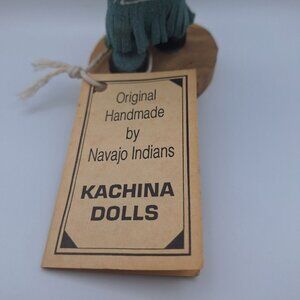 Original
Handmade
by
Navajo Indians
KACHINA
DOLLS